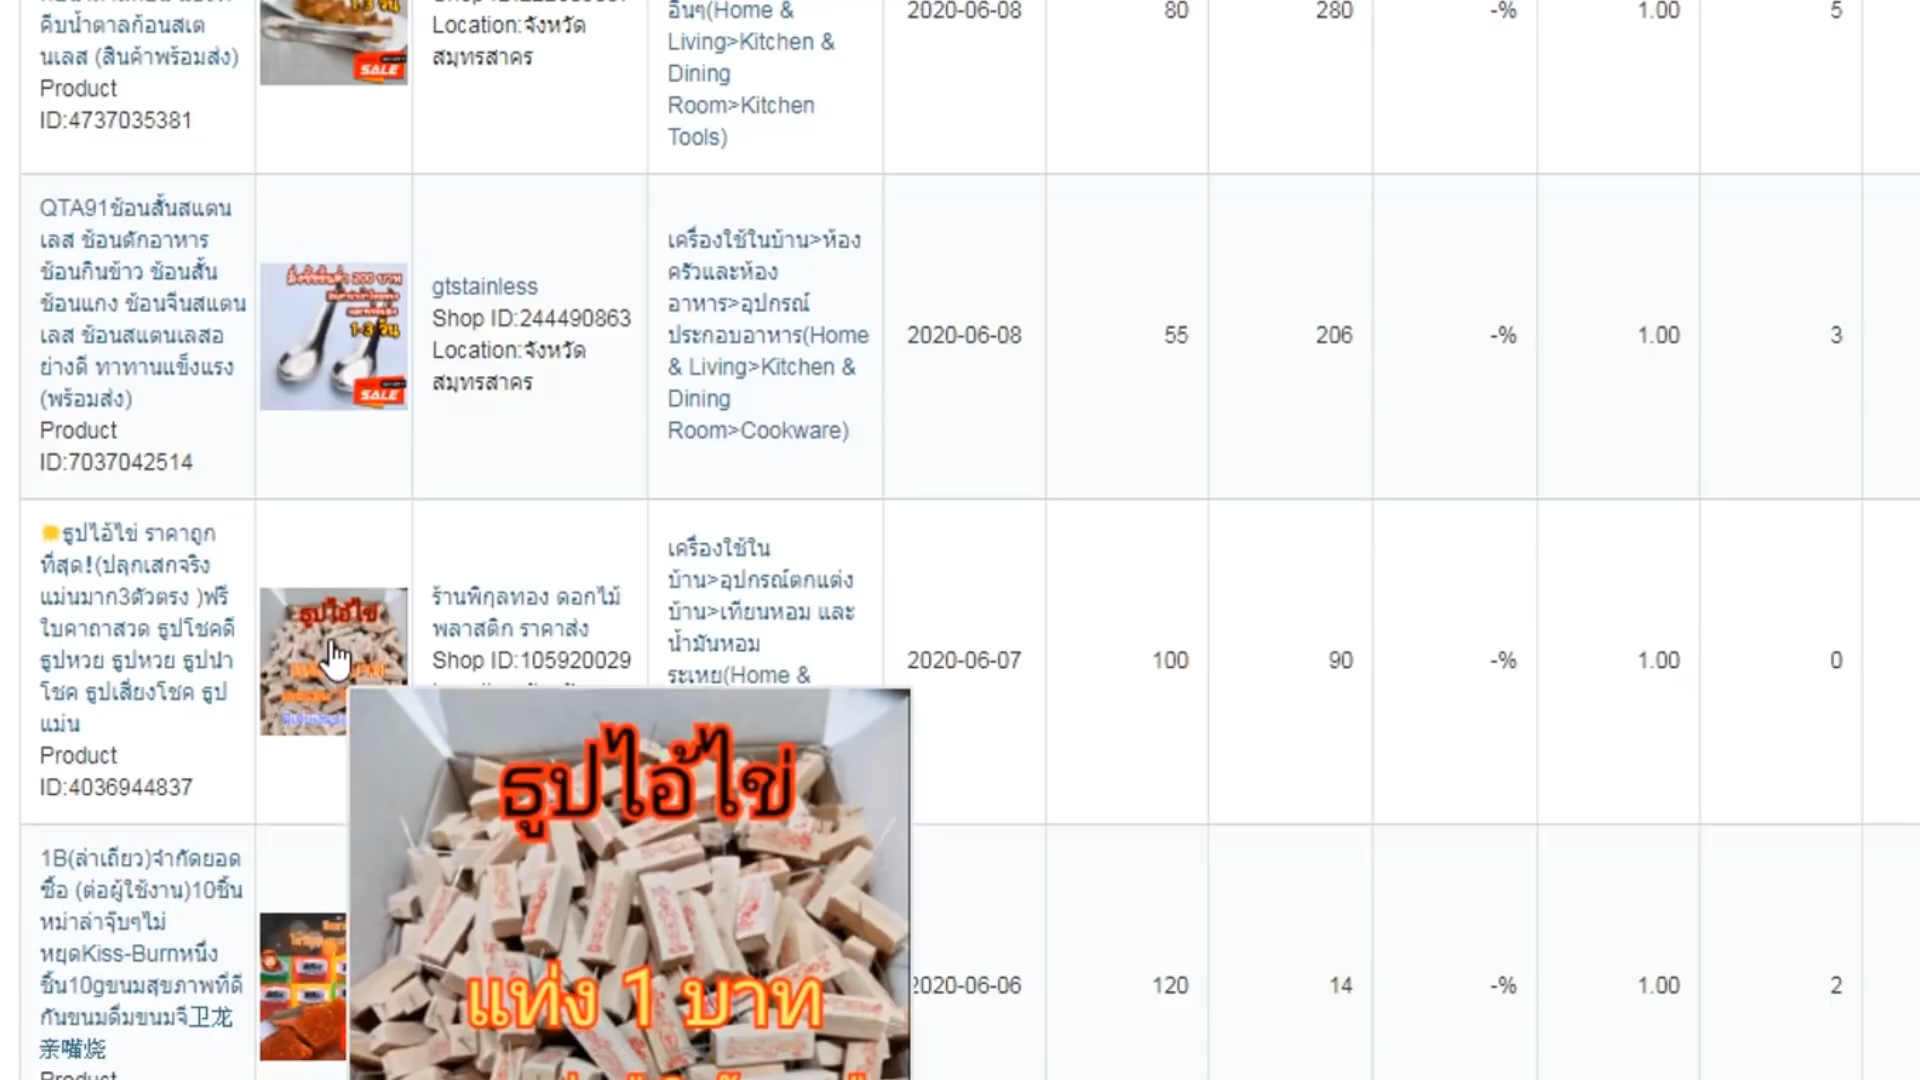 คีบน้ำตาลก้อนสเต
นเลส (สินค้าพร้อมส่ง)
Product
ID:4737035381
SALE
Location:จังหวัด
สมุทรสาคร
อื่นๆ(Home &
Living>Kitchen &
Dining
Room>Kitchen
Tools)
2020-06-08
80
280
-%
1.00
5
QTA91ช้อนสั้นสแตน
เลส ช้อนตักอาหาร
ช้อนกินข้าว ช้อนสั้น
ช้อนแกง ช้อนจีนสแตน
เลส ช้อนสแตนเลสอ
ย่างดี ทาทานแข็งแรง
(พร้อมส่ง)
Product
ID:7037042514
1-3 วัน
SALE
gtstainless
Shop ID:244490863
Location:จังหวัด
สมุทรสาคร
เครื่องใช้ในบ้าน>ห้อง
ครัวและห้อง
อาหาร>อุปกรณ์
ประกอบอาหาร(Home
& Living>Kitchen &
Dining
Room>Cookware)
2020-06-08
55
206
-%
1.00
3
ธูปไอ้ไข่ ราคาถูก
ที่สุด!(ปลุกเสกจริง
แม่นมาก3ตัวตรง )ฟรี
ใบคาถาสวด ธูปโชคดี
ธูปหวย ธูปหวย ธูปนำ
โชค ธูปเสี่ยงโชค ธูป
แม่น
Product
ID:4036944837
ธูปไอ้ไข่
ร้านพิกุลทอง ดอกไม้
พลาสติก ราคาส่ง
Shop ID:105920029
เครื่องใช้ใน
บ้าน>อุปกรณ์ตกแต่ง
บ้าน>เทียนหอม และ
น้ำมันหอม
ระเหย(Home &
2020-06-07
100
90
-%
1.00
0
ธูปไอ้ไข่
แท่ง 1 บาท
1B(ล่าเถียว)จำกัดยอด
ซื้อ (ต่อผู้ใช้งาน)10ชิ้น
หม่าล่าจุ๊บๆไม่
หยุดKiss-Burnหนึ่ง
ชิ้น10gขนมสุขภาพที่ดี
กันขนมดื่มขนมจี卫龙
亲嘴烧
Product
2020-06-06
120
14
-%
1.00
2